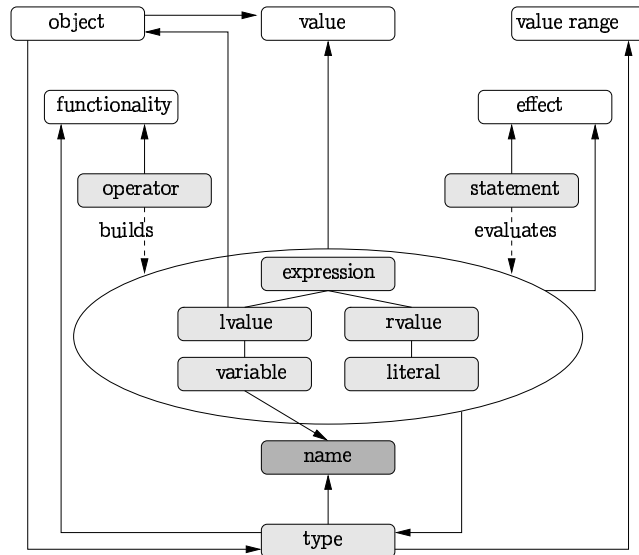 object
value
value range
functionality
effect
operator
statement
builds
evaluates
expression
lvalue
rvalue
variable
literal
name
type